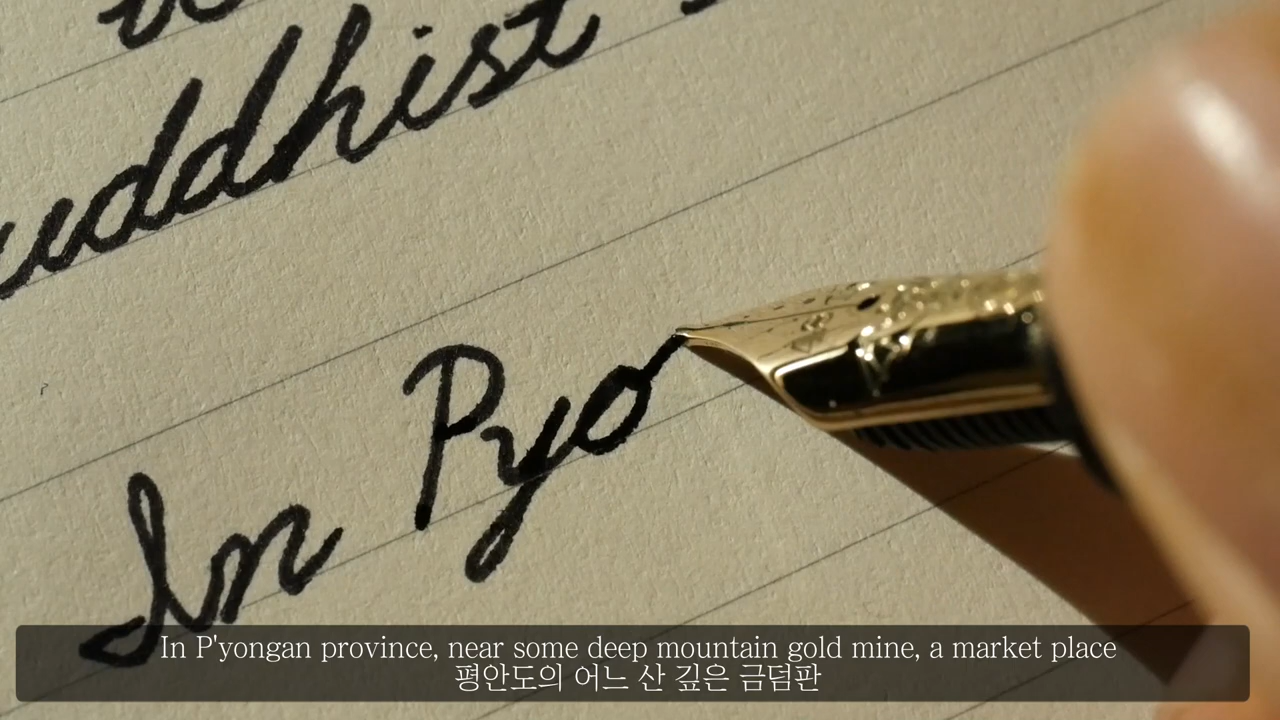 uddhist
In Pyo
In P'yongan province, near some deep mountain gold mine, a market place
평안도의 어느 산 깊은 금덤판